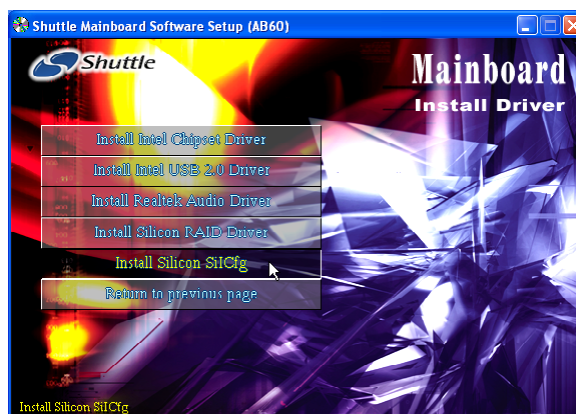 Shuttle Mainboard Software Setup (AB60)
Shuttle
Mainboard
Install Driver
Install Intel Chipset Driver
Install Intel USB 2.0 Driver
Install Realtek Audio Driver
Install Silicon RAID Driver
Install Silicon SiICfg
Return to previous page
Install Silicon SiICfg